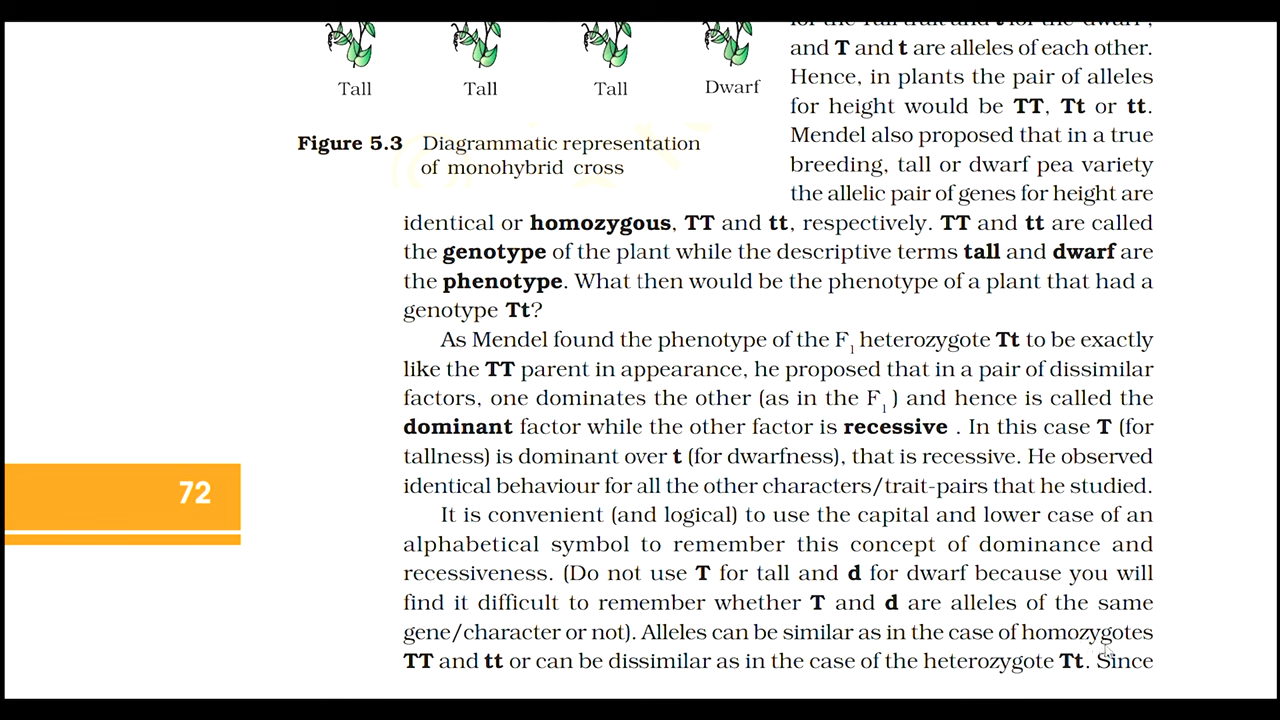 for the Tall trait and t for the 'dwarf',
and T and t are alleles of each other.
Tall Tall Tall Dwarf
Hence, in plants the pair of alleles
for height would be TT, Tt or tt.
Figure 5.3 Diagrammatic representation
of monohybrid cross
Mendel also proposed that in a true
breeding, tall or dwarf pea variety
the allelic pair of genes for height are
identical or homozygous, TT and tt, respectively. TT and tt are called
the genotype of the plant while the descriptive terms tall and dwarf are
the phenotype. What then would be the phenotype of a plant that had a
genotype Tt?
As Mendel found the phenotype of the F1 heterozygote Tt to be exactly
like the TT parent in appearance, he proposed that in a pair of dissimilar
factors, one dominates the other (as in the F1 ) and hence is called the
dominant factor while the other factor is recessive . In this case T (for
tallness) is dominant over t (for dwarfness), that is recessive. He observed
identical behaviour for all the other characters/trait-pairs that he studied.
72
It is convenient (and logical) to use the capital and lower case of an
alphabetical symbol to remember this concept of dominance and
recessiveness. (Do not use T for tall and d for dwarf because you will
find it difficult to remember whether T and d are alleles of the same
gene/character or not). Alleles can be similar as in the case of homozygotes
TT and tt or can be dissimilar as in the case of the heterozygote Tt. Since